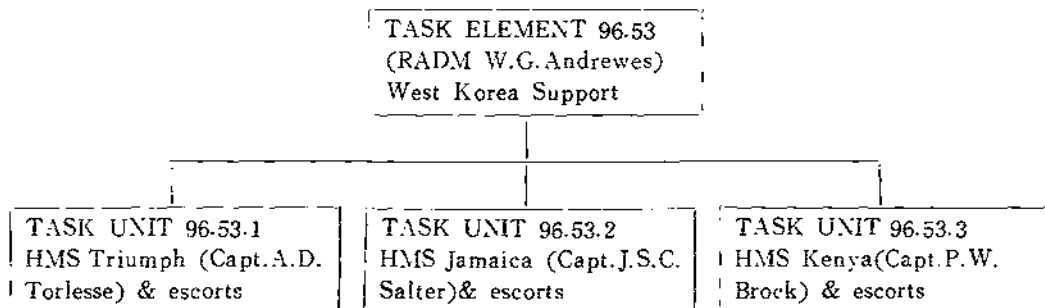 TASK ELEMENT 96.53
(RADM W.G.Andrewes)
West Korea Support
TASK UNIT 96.53.1
HMS Triumph (Capt.A.D.
Torlesse) & escorts
TASK UNIT 96.53.2
HMS Jamaica (Capt.J.S.C.
Salter)& escorts
TASK UNIT 96.53.3
HMS Kenya(Capt.P.W.
Brock) & escorts